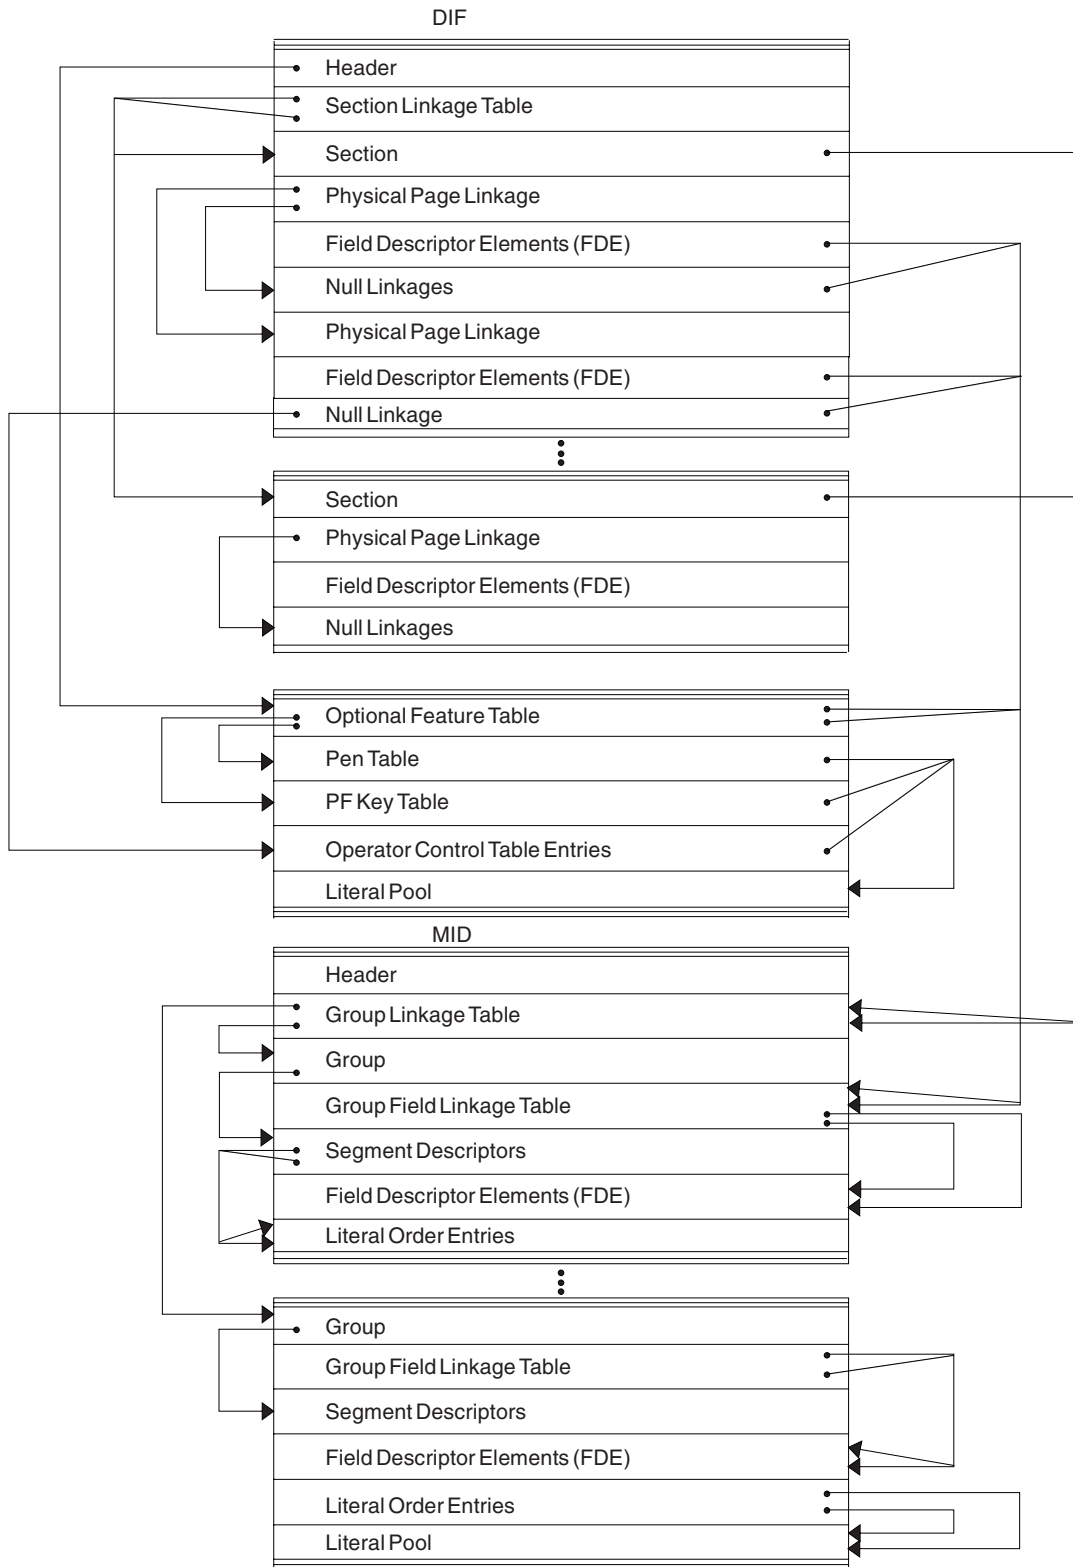 DIF
Header
Section Linkage Table
Section
Physical Page Linkage
Field Descriptor Elements (FDE)
Null Linkages
Physical Page Linkage
Field Descriptor Elements (FDE)
Null Linkage
Section
Physical Page Linkage
Field Descriptor Elements (FDE)
Null Linkages
Optional Feature Table
Pen Table
PF Key Table
Operator Control Table Entries
Literal Pool
MID
Header
Group Linkage Table
Group
Group Field Linkage Table
Segment Descriptors
Field Descriptor Elements (FDE)
Literal Order Entries
Group
Group Field Linkage Table
Segment Descriptors
Field Descriptor Elements (FDE)
Literal Order Entries
Literal Pool